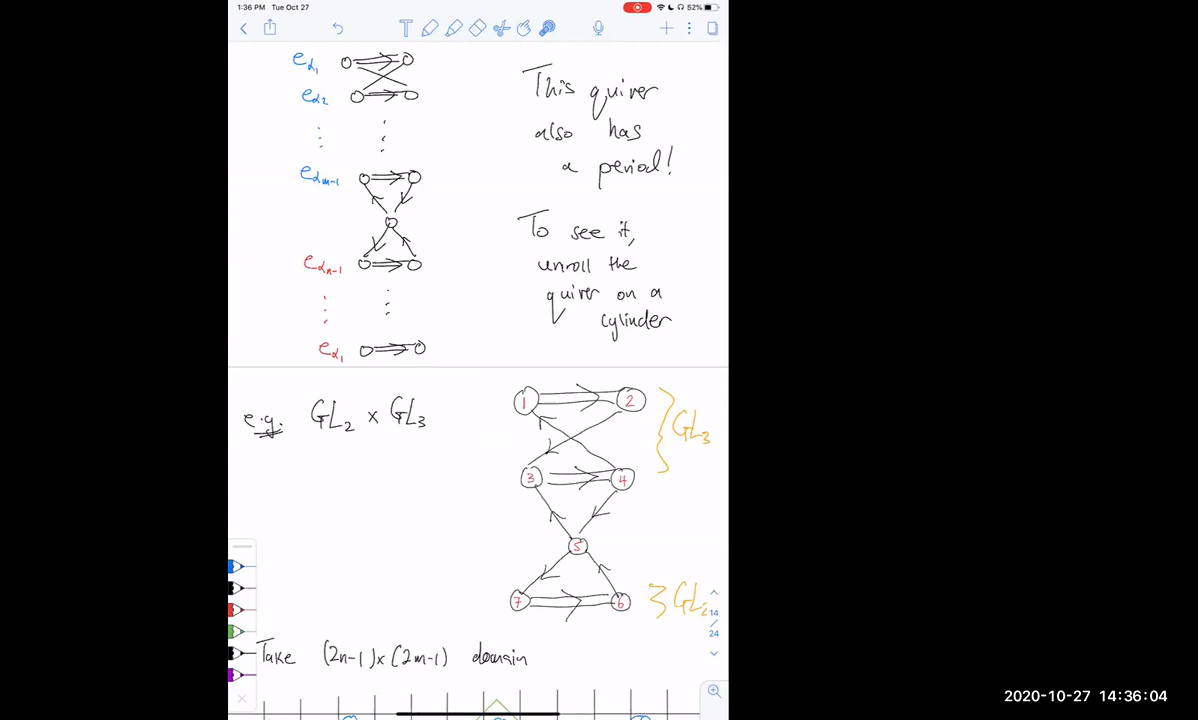 1:36 PM Tue Oct 27
52%
eα₁
eα₂
eαm-1
eαn-1
eα₁
This quiver
also has
a period!
To see it,
unroll the
quiver on a
cylinder
e.g. GL₂ × GL₃
1 2
3 4
5
7 6
GL₃
GL₂
14
/
24
Take (2n-1)×(2m-1) domain
2020-10-27 14:36:04